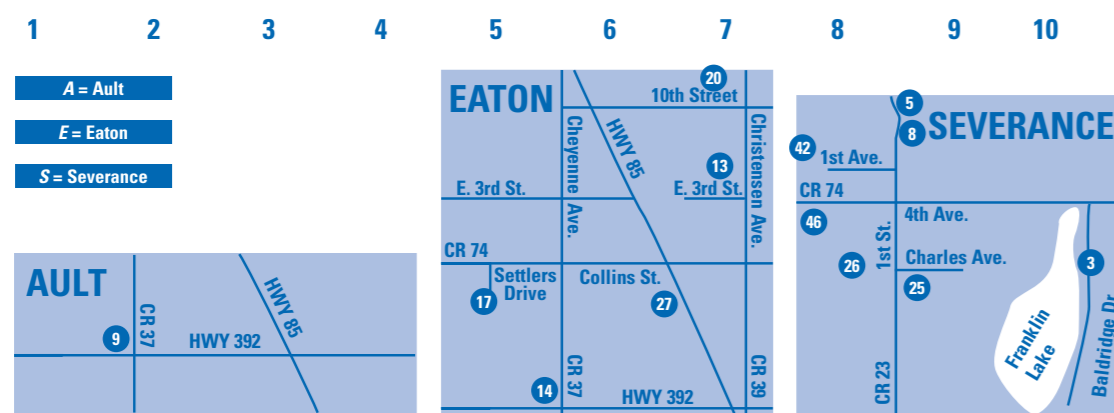 1 2 3 4 5 6 7 8 9 10
A = Ault
E = Eaton
S = Severance
AULT
CR 37
HWY 85
9
HWY 392
EATON
20
10th Street
Cheyenne Ave.
HWY 85
Christensen Ave.
13
E. 3rd St.
E. 3rd St.
CR 74
Settlers
Drive
Collins St.
17
27
14
CR 37
HWY 392
CR 39
5
8
SEVERANCE
42
1st Ave.
CR 74
46
4th Ave.
1st St.
26
Charles Ave.
25
3
Franklin
Lake
Baldridge Dr
CR 23